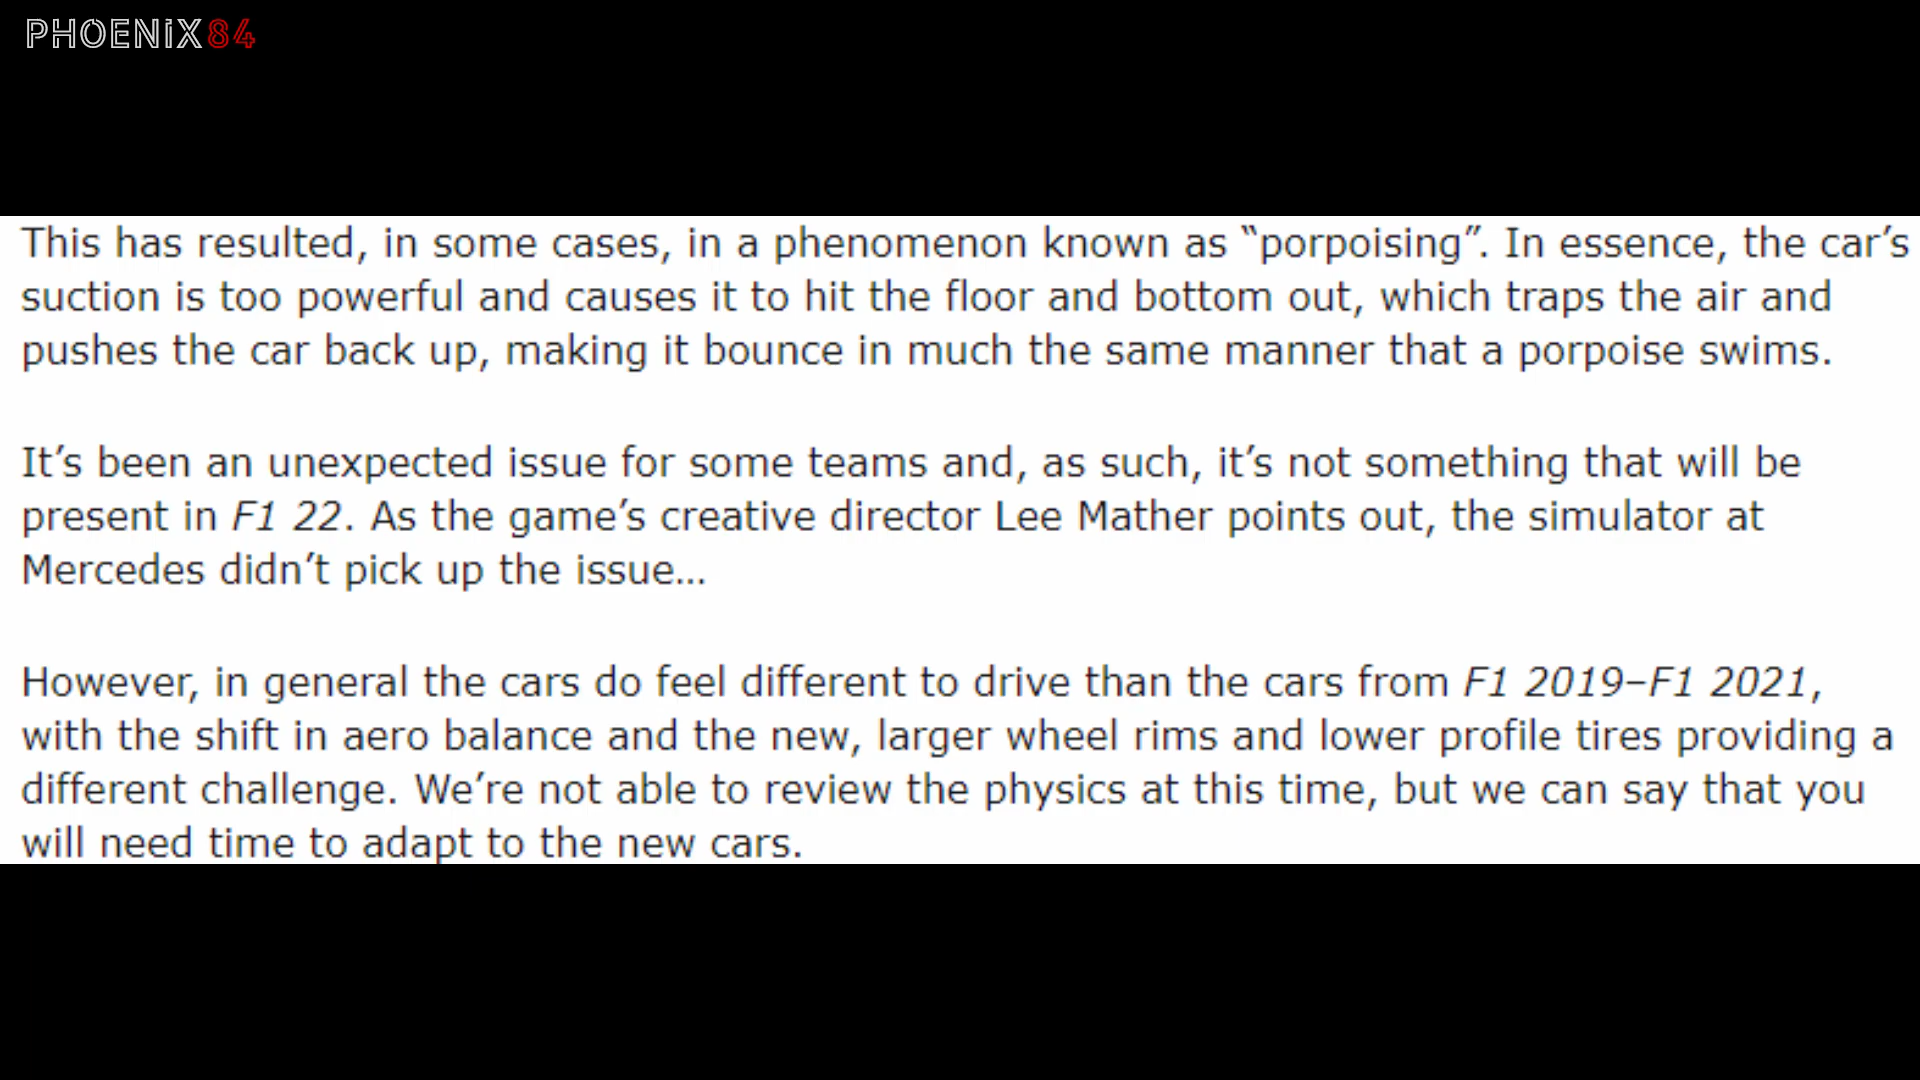 PHOENiX84
This has resulted, in some cases, in a phenomenon known as “porpoising”. In essence, the car’s
suction is too powerful and causes it to hit the floor and bottom out, which traps the air and
pushes the car back up, making it bounce in much the same manner that a porpoise swims.
It’s been an unexpected issue for some teams and, as such, it’s not something that will be
present in F1 22. As the game’s creative director Lee Mather points out, the simulator at
Mercedes didn’t pick up the issue…
However, in general the cars do feel different to drive than the cars from F1 2019–F1 2021,
with the shift in aero balance and the new, larger wheel rims and lower profile tires providing a
different challenge. We’re not able to review the physics at this time, but we can say that you
will need time to adapt to the new cars.